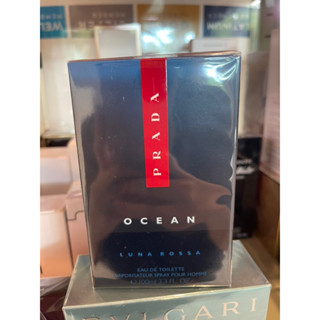 PRADA
OCEAN
LUNA ROSSA
EAU DE TOILETTE
VAPORISATEUR SPRAY POUR HOMME
BVLGARI